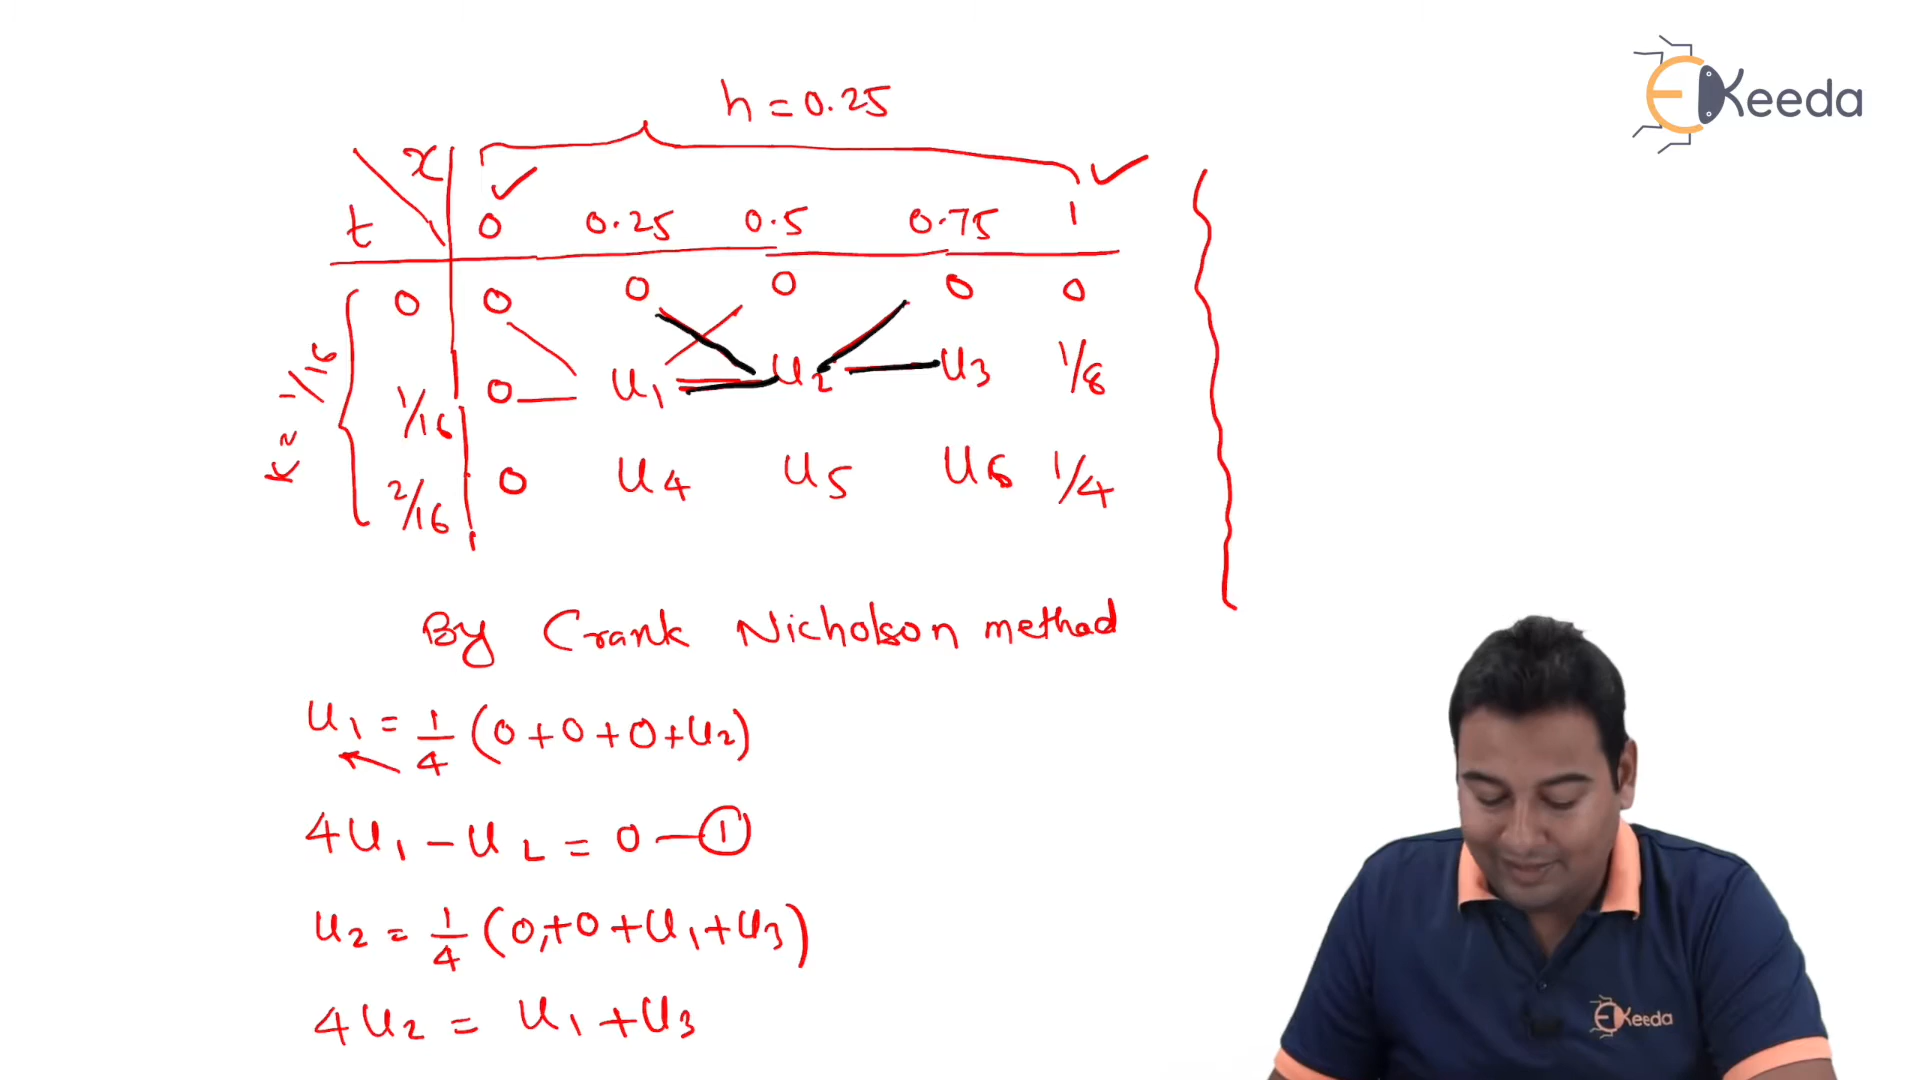 EKeeda
h = 0.25
x
t 0 0.25 0.5 0.75 1
0 0 0 0 0 0
1/16 0 u1 u2 u3 1/8
2/16 0 u4 u5 u6 1/4
K = 1/16
By Crank Nicholson method
u1 = 1/4 (0+0+0+u2)
4u1 - u2 = 0 — ①
u2 = 1/4 (0+0+u1+u3)
4u2 = u1+u3
EKeeda